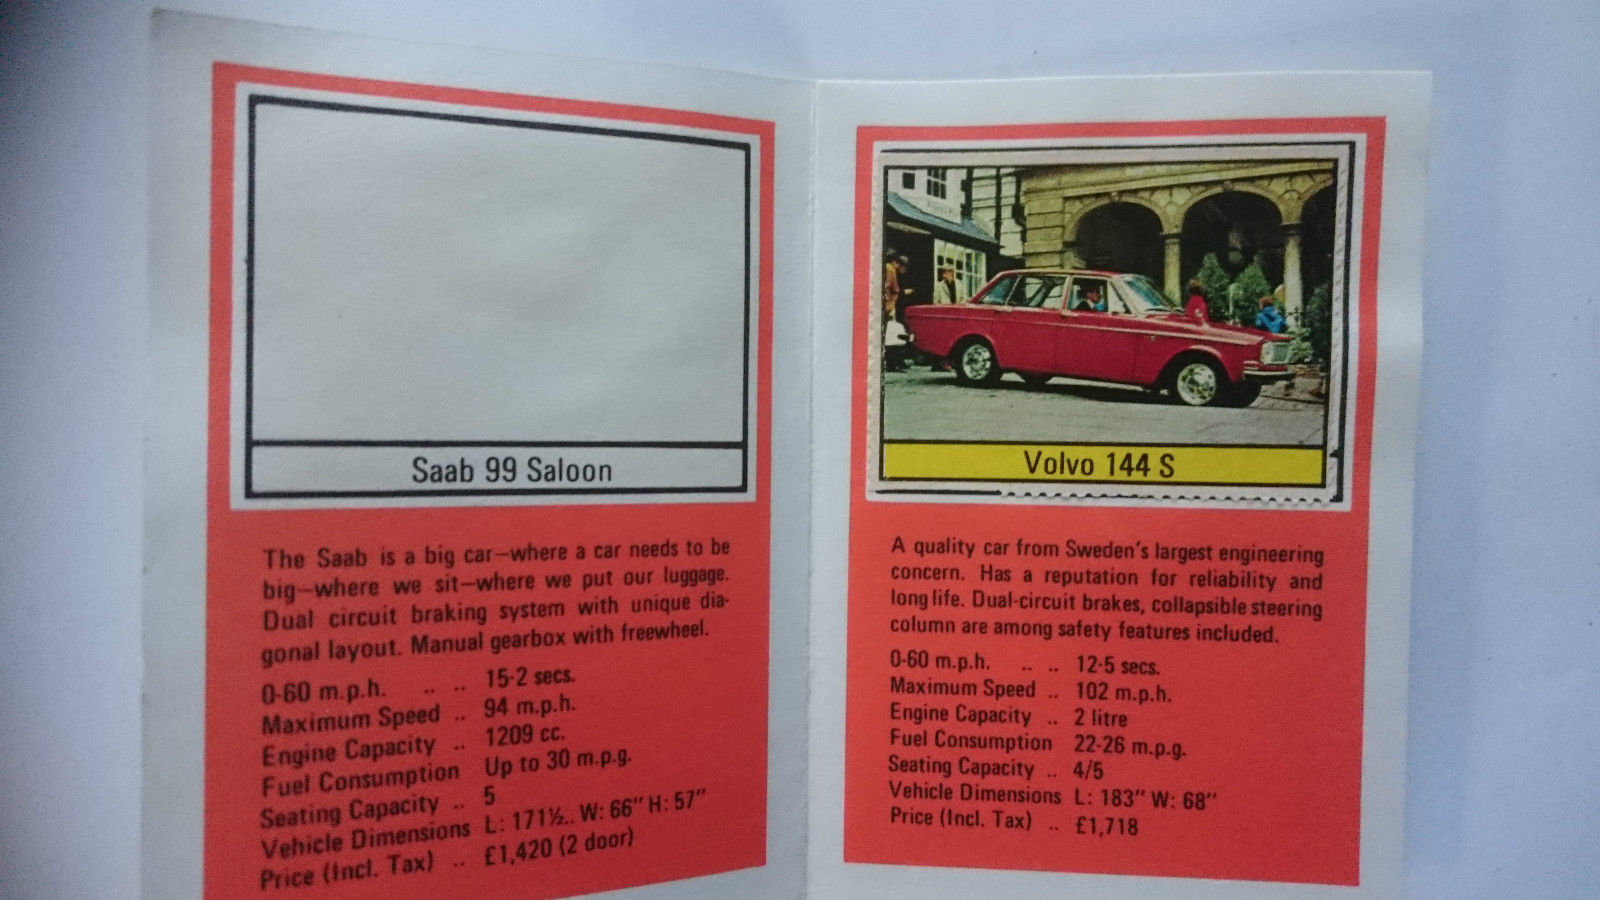 Saab 99 Saloon
The Saab is a big car—where a car needs to be
big—where we sit—where we put our luggage.
Dual circuit braking system with unique dia-
gonal layout. Manual gearbox with freewheel.
0-60 m.p.h. .. .. 15·2 secs.
Maximum Speed .. 94 m.p.h.
Engine Capacity .. 1209 cc.
Fuel Consumption Up to 30 m.p.g.
Seating Capacity .. 5
Vehicle Dimensions L: 171½.. W: 66" H: 57"
Price (Incl. Tax) .. £1,420 (2 door)
Volvo 144 S
A quality car from Sweden's largest engineering
concern. Has a reputation for reliability and
long life. Dual-circuit brakes, collapsible steering
column are among safety features included.
0-60 m.p.h. .. .. 12·5 secs.
Maximum Speed .. 102 m.p.h.
Engine Capacity .. 2 litre
Fuel Consumption 22-26 m.p.g.
Seating Capacity .. 4/5
Vehicle Dimensions L: 183" W: 68"
Price (Incl. Tax) .. £1,718